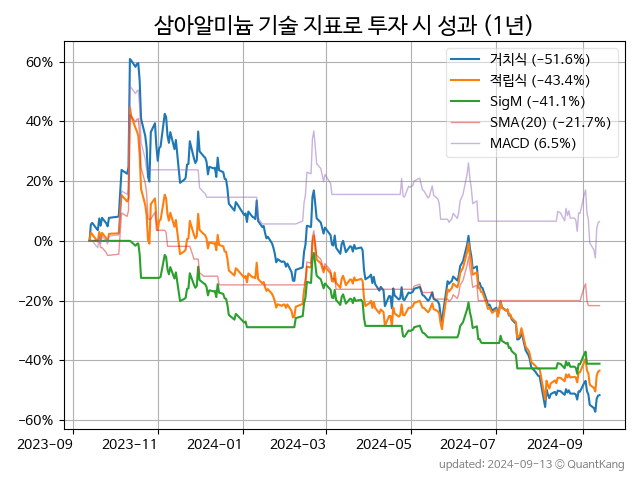 삼아알미늄 기술 지표로 투자 시 성과 (1년)
거치식 (−51.6%)
적립식 (−43.4%)
SigM (−41.1%)
SMA(20) (−21.7%)
MACD (6.5%)
60%
40%
20%
0%
−20%
−40%
−60%
2023-09 2023-11 2024-01 2024-03 2024-05 2024-07 2024-09
updated: 2024-09-13 ⓒ QuantKang